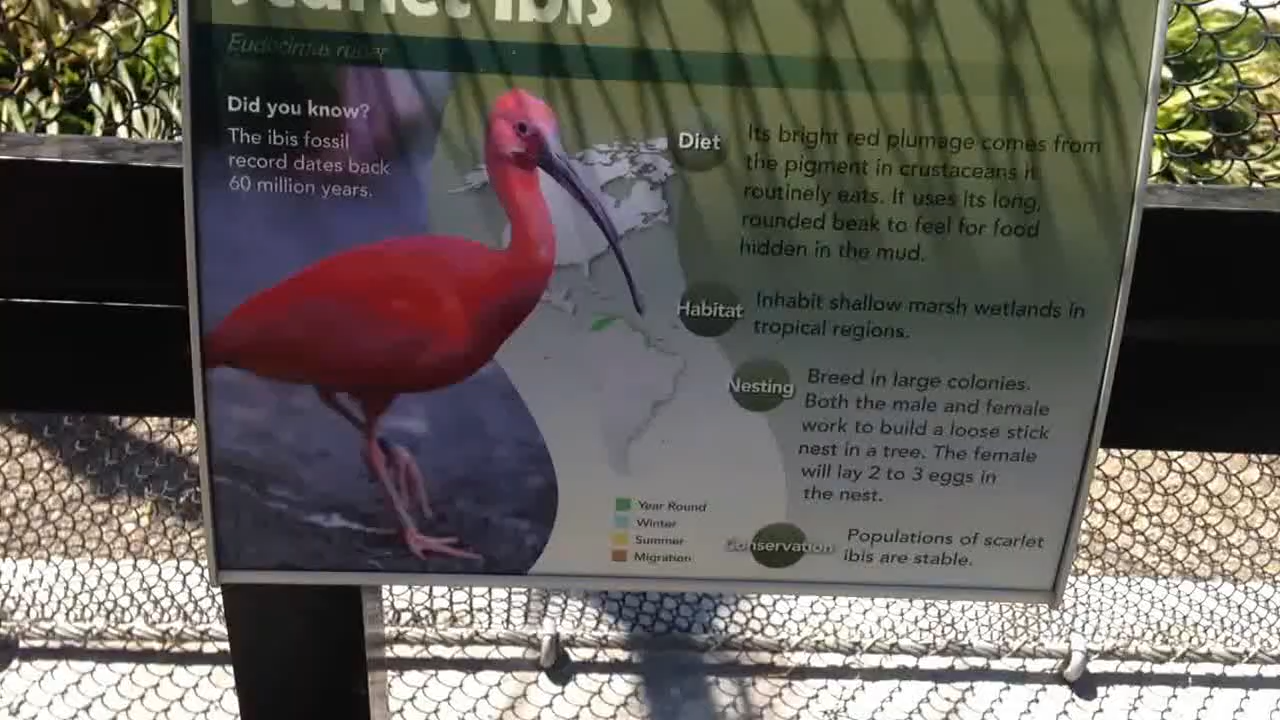 scarlet ibis
Eudocimus ruber
Did you know?
The ibis fossil
record dates back
60 million years.
Diet
Its bright red plumage comes from
the pigment in crustaceans it
routinely eats. It uses its long,
rounded beak to feel for food
hidden in the mud.
Habitat
Inhabit shallow marsh wetlands in
tropical regions.
Nesting
Breed in large colonies.
Both the male and female
work to build a loose stick
nest in a tree. The female
will lay 2 to 3 eggs in
the nest.
Year Round
Winter
Summer
Migration
Conservation
Populations of scarlet
ibis are stable.